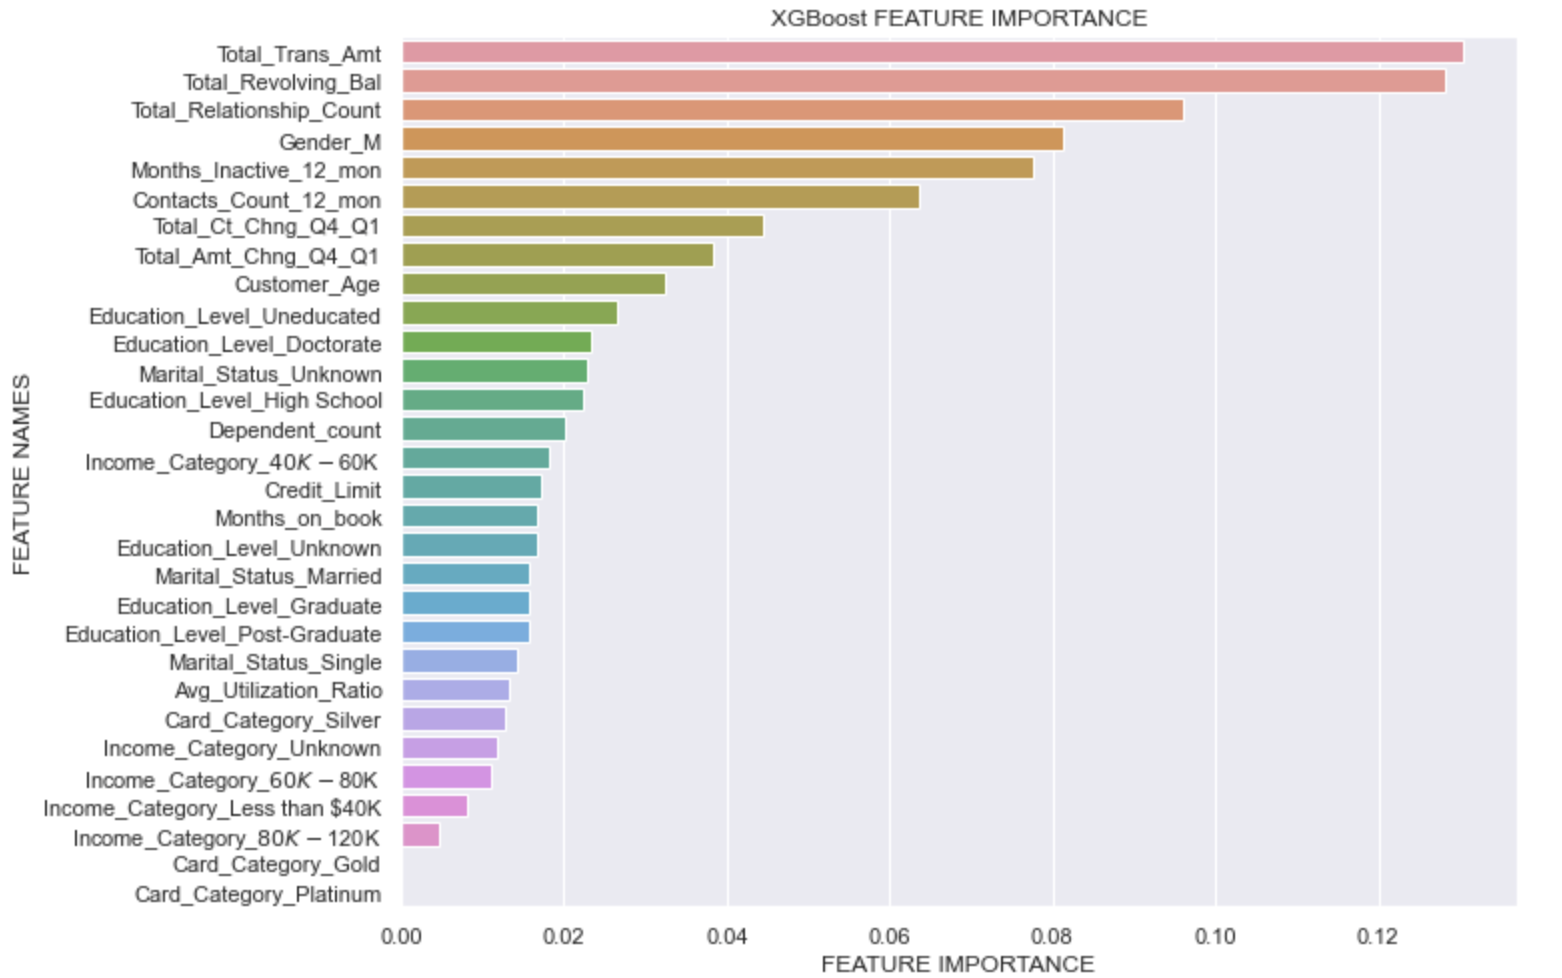 XGBoost FEATURE IMPORTANCE
Total_Trans_Amt
Total_Revolving_Bal
Total_Relationship_Count
Gender_M
Months_Inactive_12_mon
Contacts_Count_12_mon
Total_Ct_Chng_Q4_Q1
Total_Amt_Chng_Q4_Q1
Customer_Age
Education_Level_Uneducated
Education_Level_Doctorate
Marital_Status_Unknown
Education_Level_High School
Dependent_count
Income_Category_40K − 60K
Credit_Limit
Months_on_book
Education_Level_Unknown
Marital_Status_Married
Education_Level_Graduate
Education_Level_Post-Graduate
Marital_Status_Single
Avg_Utilization_Ratio
Card_Category_Silver
Income_Category_Unknown
Income_Category_60K − 80K
Income_Category_Less than $40K
Income_Category_80K − 120K
Card_Category_Gold
Card_Category_Platinum
FEATURE NAMES
0.00 0.02 0.04 0.06 0.08 0.10 0.12
FEATURE IMPORTANCE